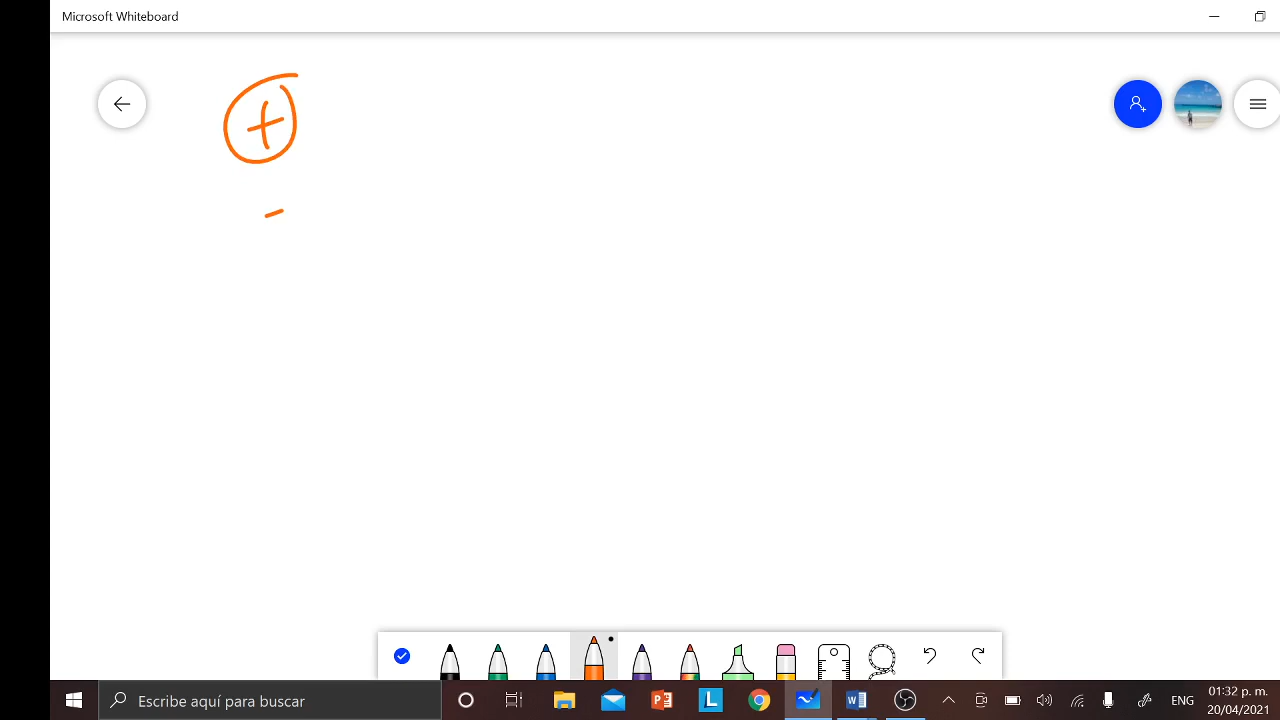 Microsoft Whiteboard
+
-
L
Escribe aquí para buscar
ENG
01:32 p. m.
20/04/2021